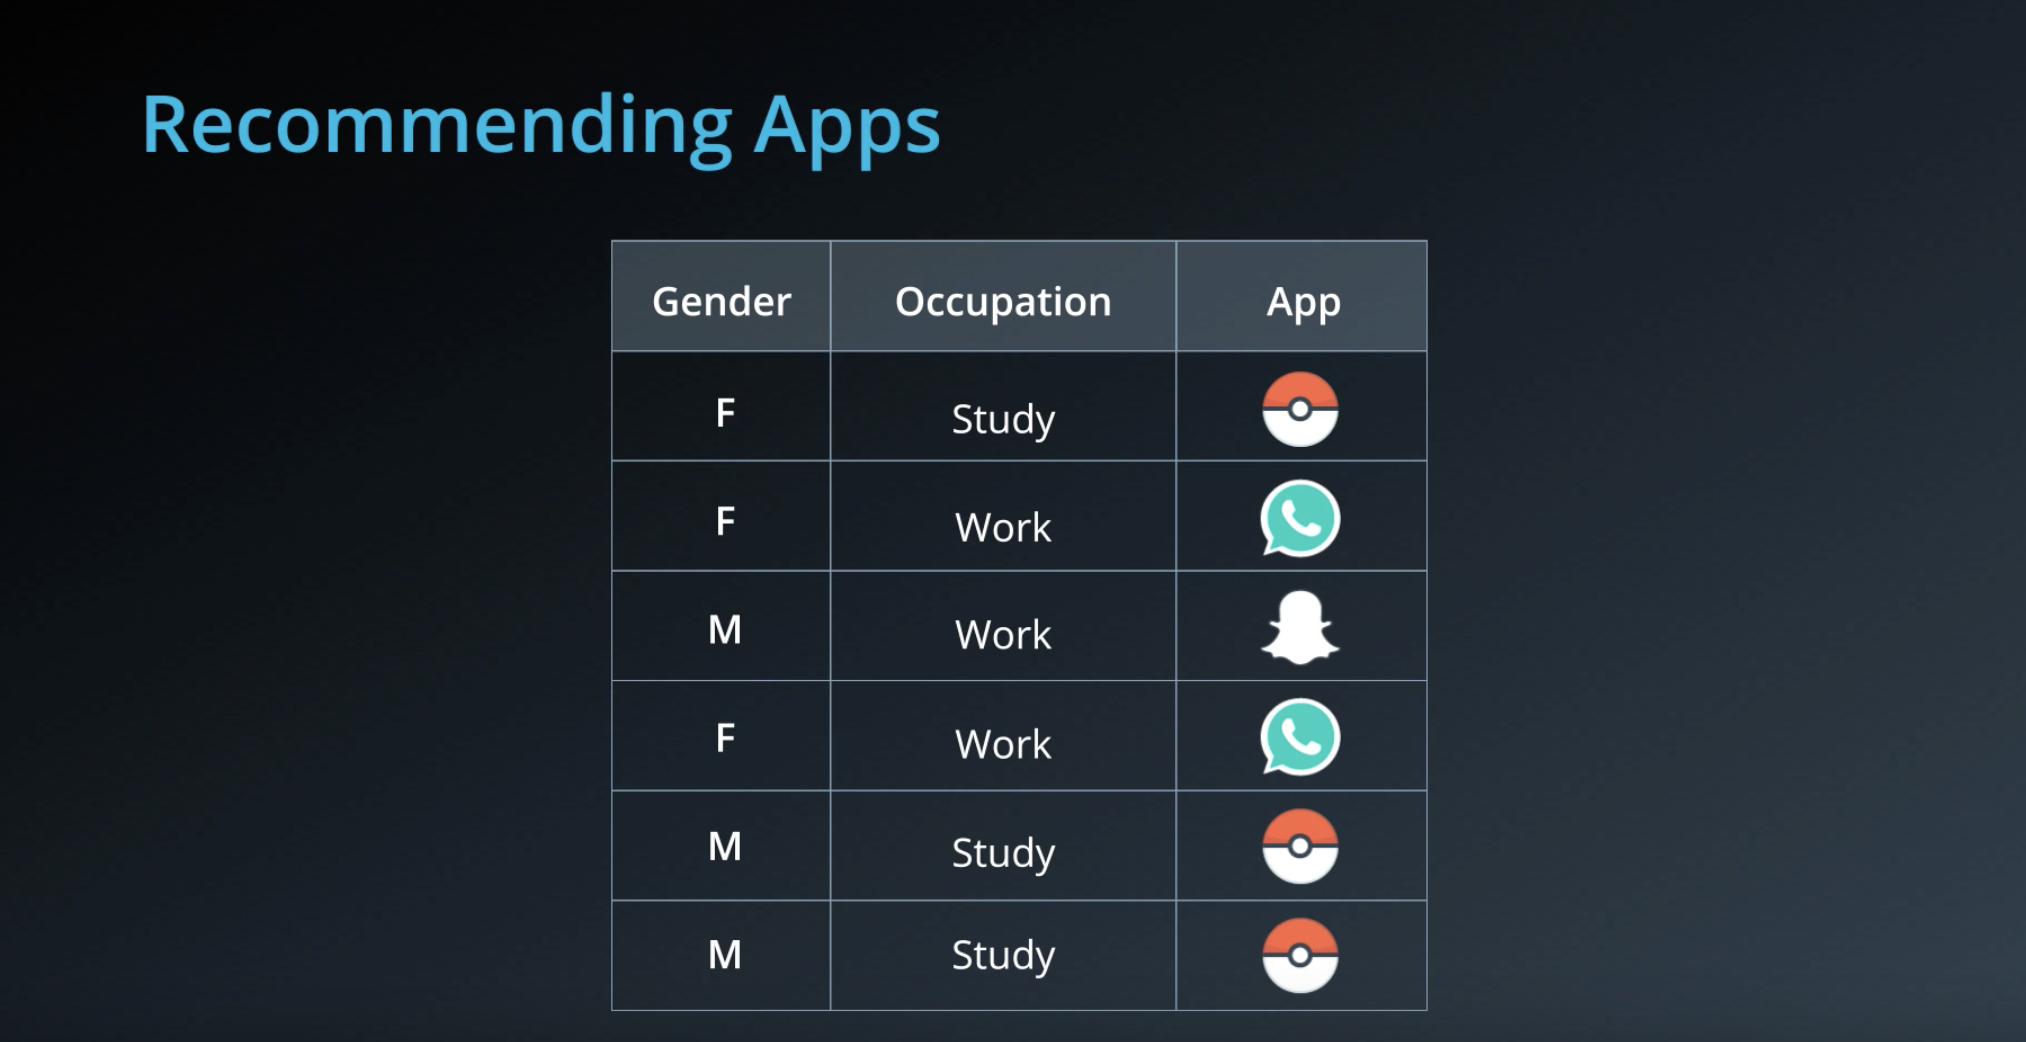 Recommending Apps
Gender Occupation App
F Study
F Work
M Work
F Work
M Study
M Study